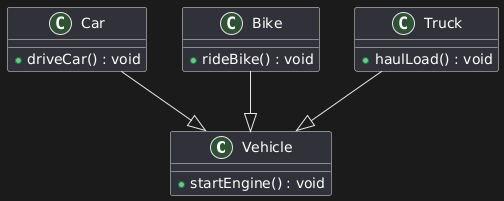 C Car
C Bike
C Truck
driveCar() : void
rideBike() : void
haulLoad() : void
C Vehicle
startEngine() : void